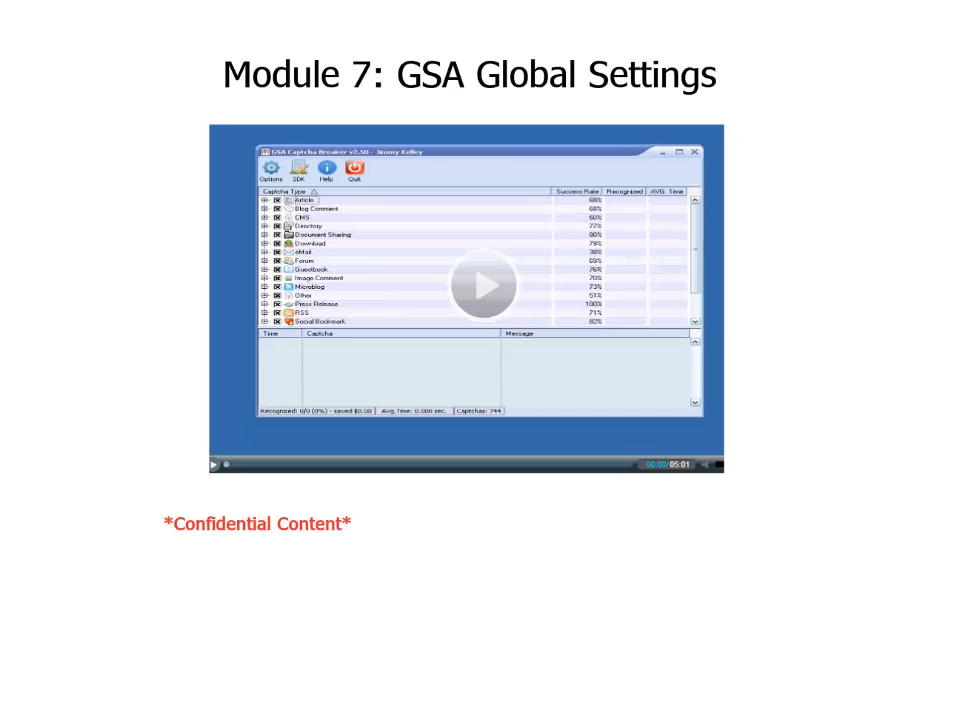 Module 7: GSA Global Settings
GSA Captcha Breaker v2.50 - Jimmy Kelley
Options SDK Help Quit
Captcha Type Success Rate Recognized AVG. Time
Article 68%
Blog Comment 68%
CMS 60%
Directory 77%
Document Sharing 80%
Download 79%
eMail 38%
Forum 69%
Guestbook 76%
Image Comment 70%
Microblog 73%
Other 51%
Press Release 100%
RSS 71%
Social Bookmark 82%
Time Captcha Message
Recognized: 0/0 (0%) - saved $0.00 Avg.Time: 0.000 sec. Captchas: 744
00:00/05:01
*Confidential Content*